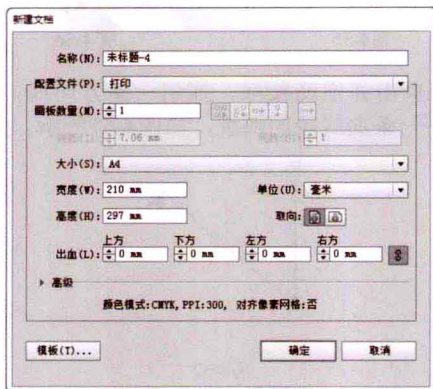 新建文档
名称(N): 未标题-4
配置文件(P): 打印
画板数量(M): 1
7.06 mm 1
大小(S): A4
宽度(W): 210 mm 单位(U): 毫米
高度(H): 297 mm 取向:
上方 下方 左方 右方
出血(L): 0 mm 0 mm 0 mm 0 mm
高级
颜色模式:CMYK, PPI:300, 对齐像素网格:否
模板(T)... 确定 取消